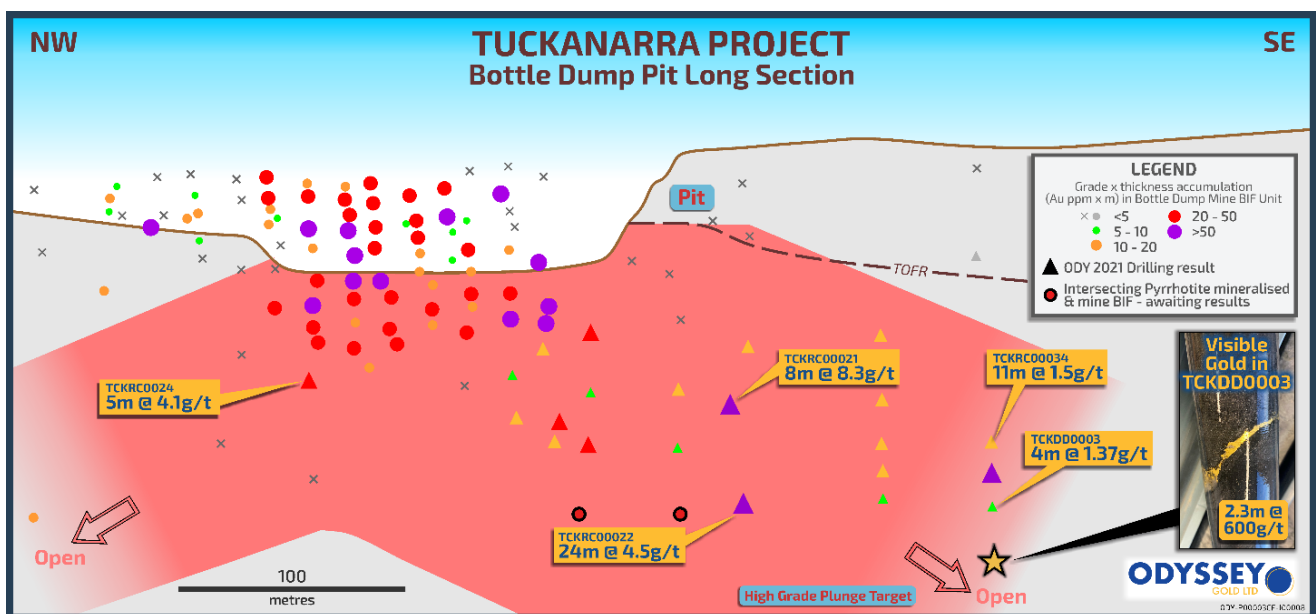 NW
TUCKANARRA PROJECT
Bottle Dump Pit Long Section
SE
LEGEND
Grade x thickness accumulation
(Au ppm x m) in Bottle Dump Mine BIF Unit
<5
20 - 50
5 - 10
>50
10 - 20
ODY 2021 Drilling result
Intersecting Pyrrhotite mineralised
& mine BIF - awaiting results
Pit
TOFR
Visible
Gold in
TCKDD0003
TCKRC00021
8m @ 8.3g/t
TCKRC00034
11m @ 1.5g/t
TCKRC00024
5m @ 4.1g/t
TCKDD0003
4m @ 1.37g/t
2.3m @
600g/t
TCKRC00022
24m @ 4.5g/t
Open
100
metres
High Grade Plunge Target
Open
ODYSSEY
GOLD LTD